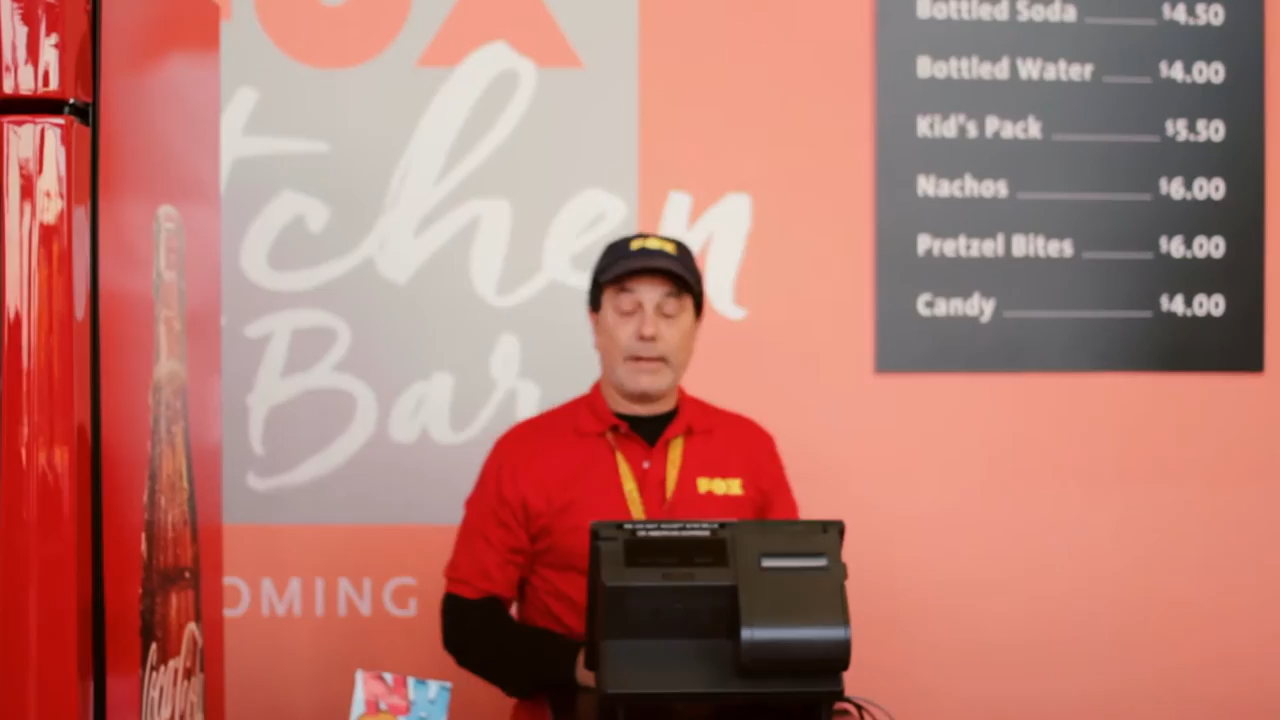 FOX
tchen
Bar
OMING
Bottled Soda $4.50
Bottled Water $4.00
Kid's Pack $5.50
Nachos $6.00
Pretzel Bites $6.00
Candy $4.00
FOX
FOX
Coca-Cola